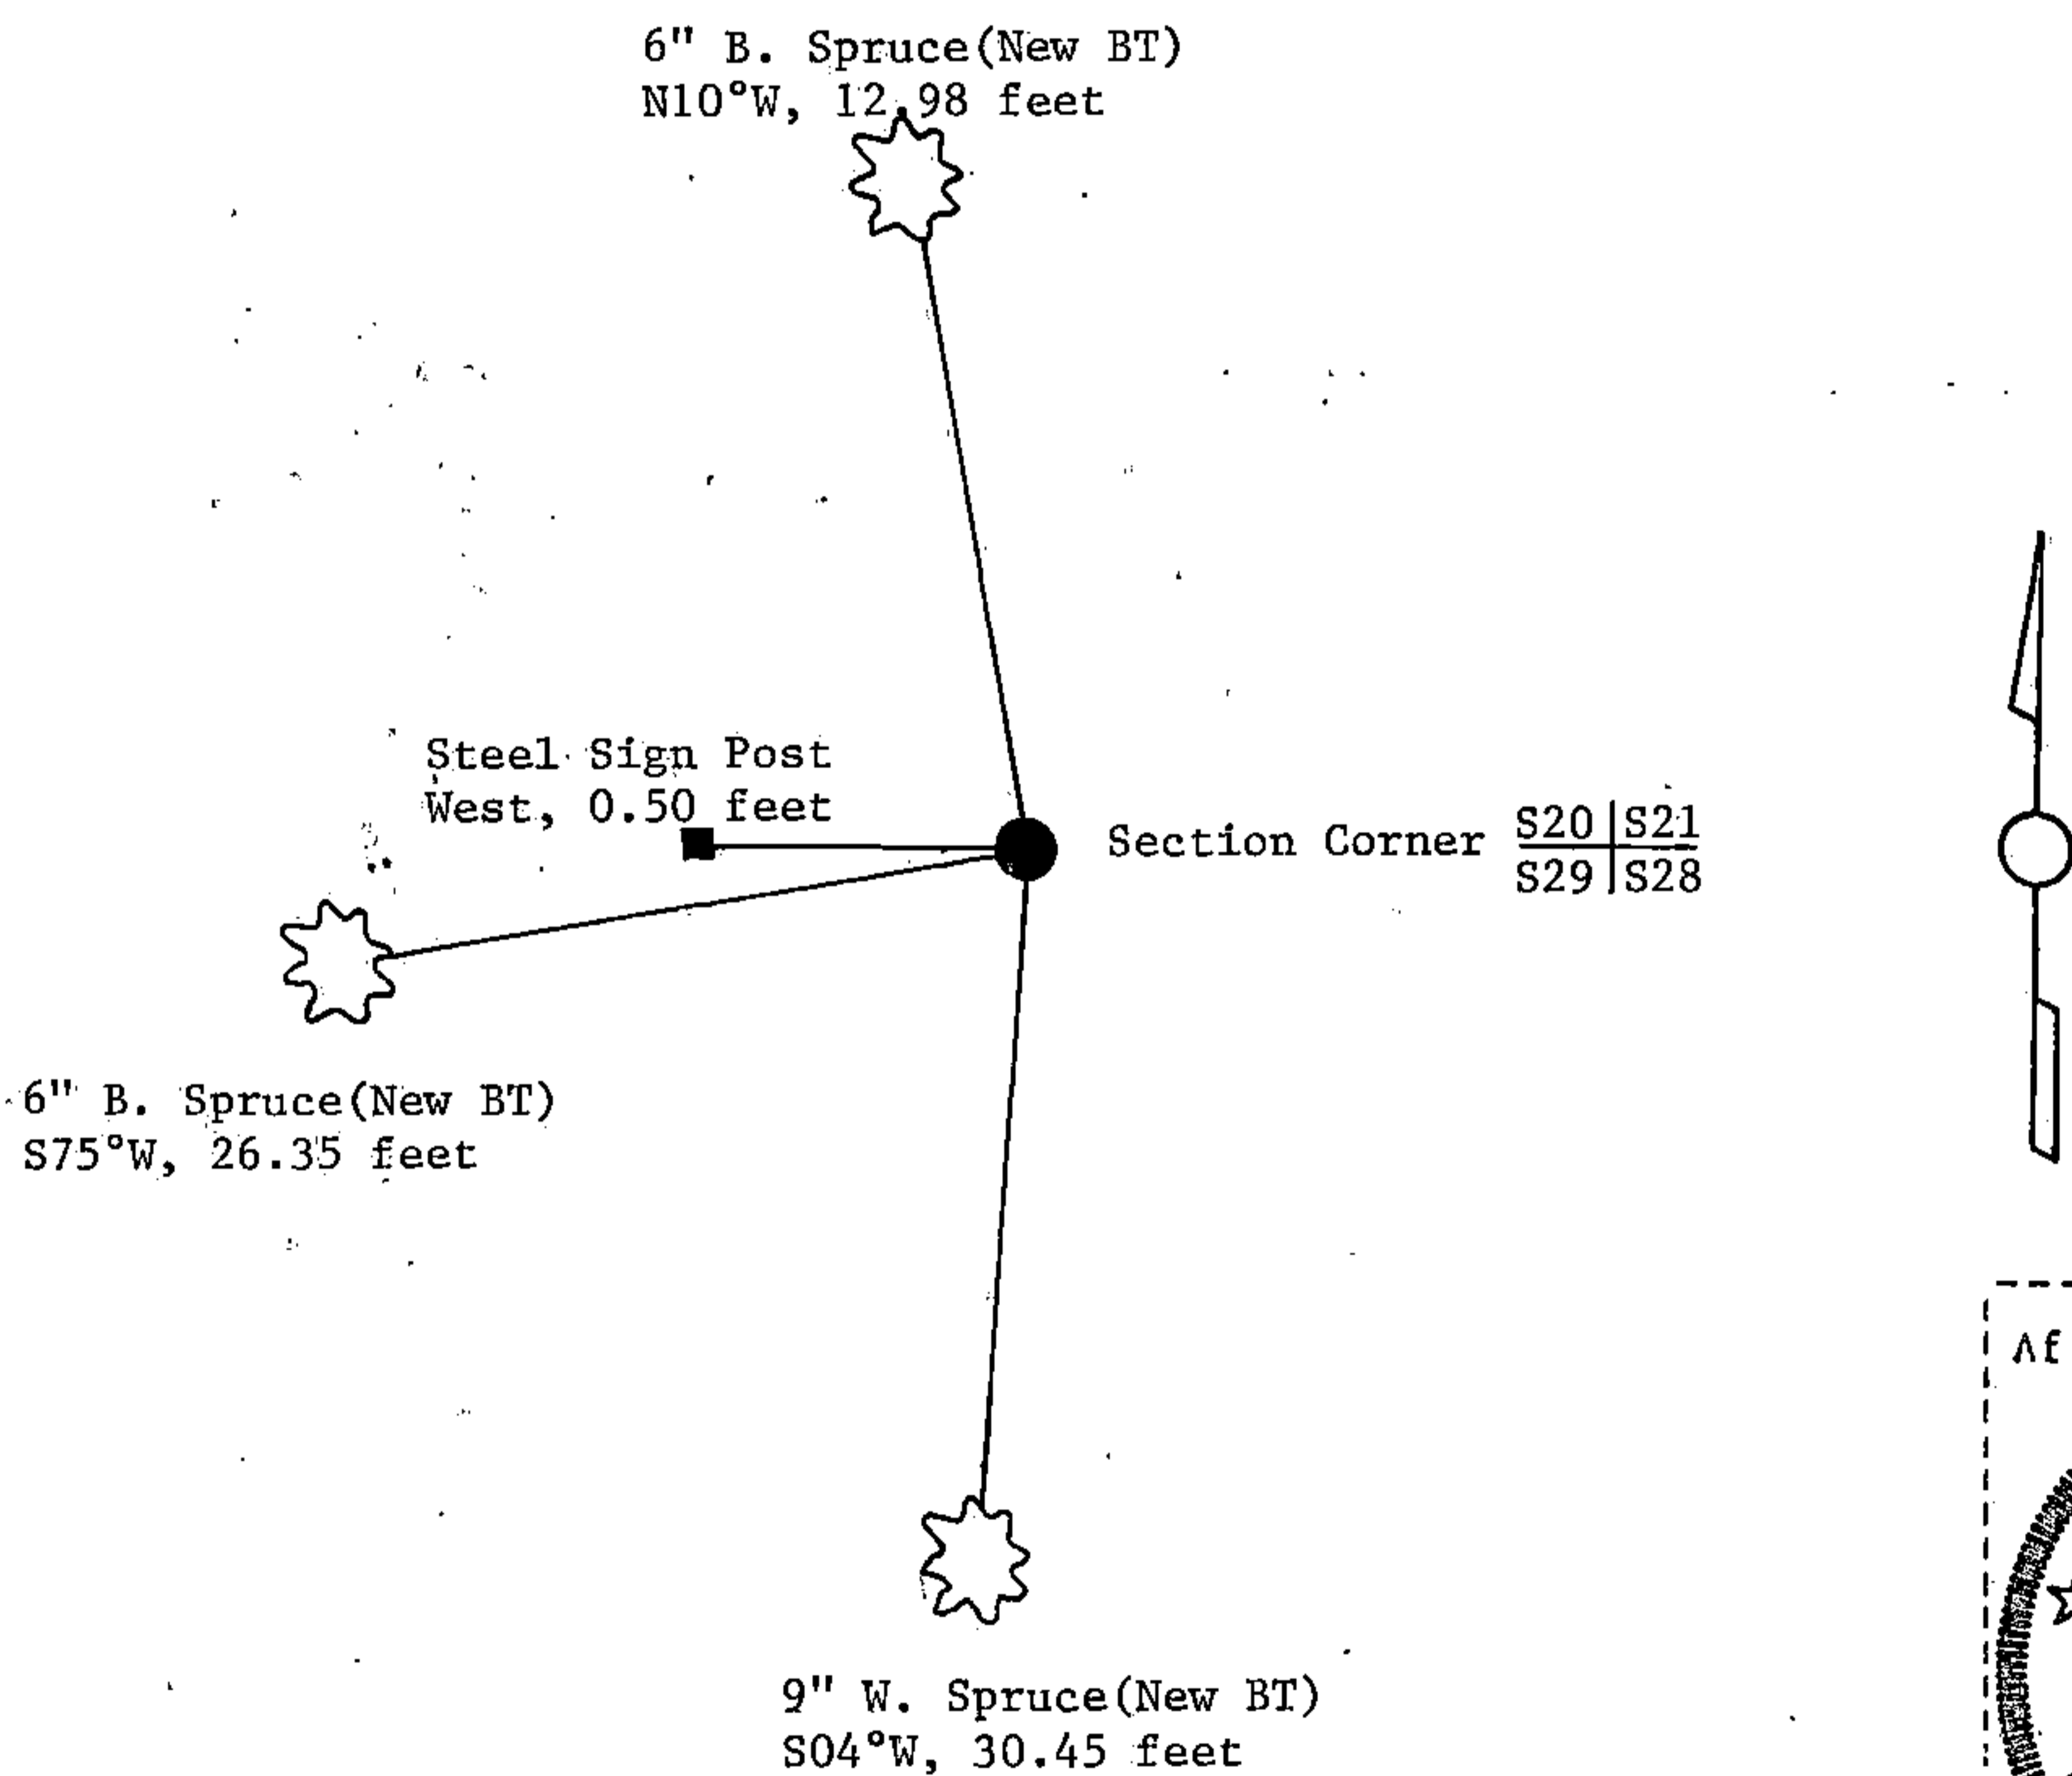 6" B. Spruce(New BT)
N10°W, 12.98 feet
Steel Sign Post
West, 0.50 feet
Section Corner
S20 S21
S29 S28
6" B. Spruce(New BT)
S75°W, 26.35 feet
Af
9" W. Spruce(New BT)
S04°W, 30.45 feet